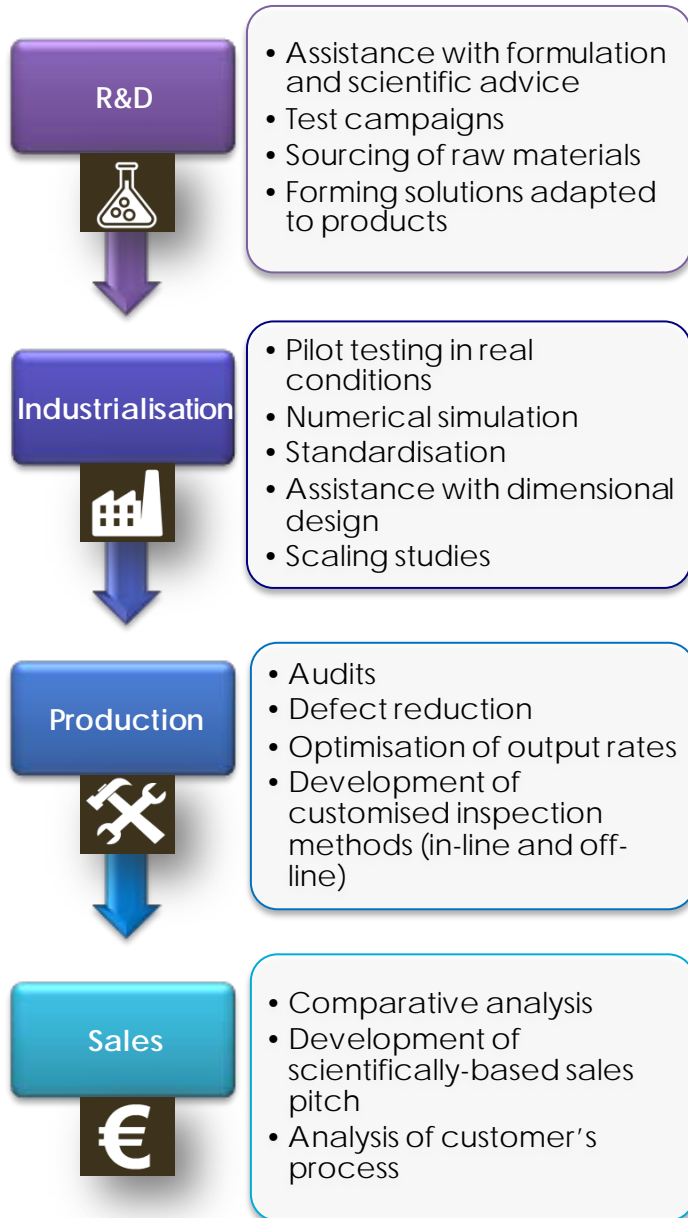 R&D
• Assistance with formulation
and scientific advice
• Test campaigns
• Sourcing of raw materials
• Forming solutions adapted
to products
Industrialisation
• Pilot testing in real
conditions
• Numerical simulation
• Standardisation
• Assistance with dimensional
design
• Scaling studies
Production
• Audits
• Defect reduction
• Optimisation of output rates
• Development of
customised inspection
methods (in-line and off-
line)
Sales
€
• Comparative analysis
• Development of
scientifically-based sales
pitch
• Analysis of customer's
process